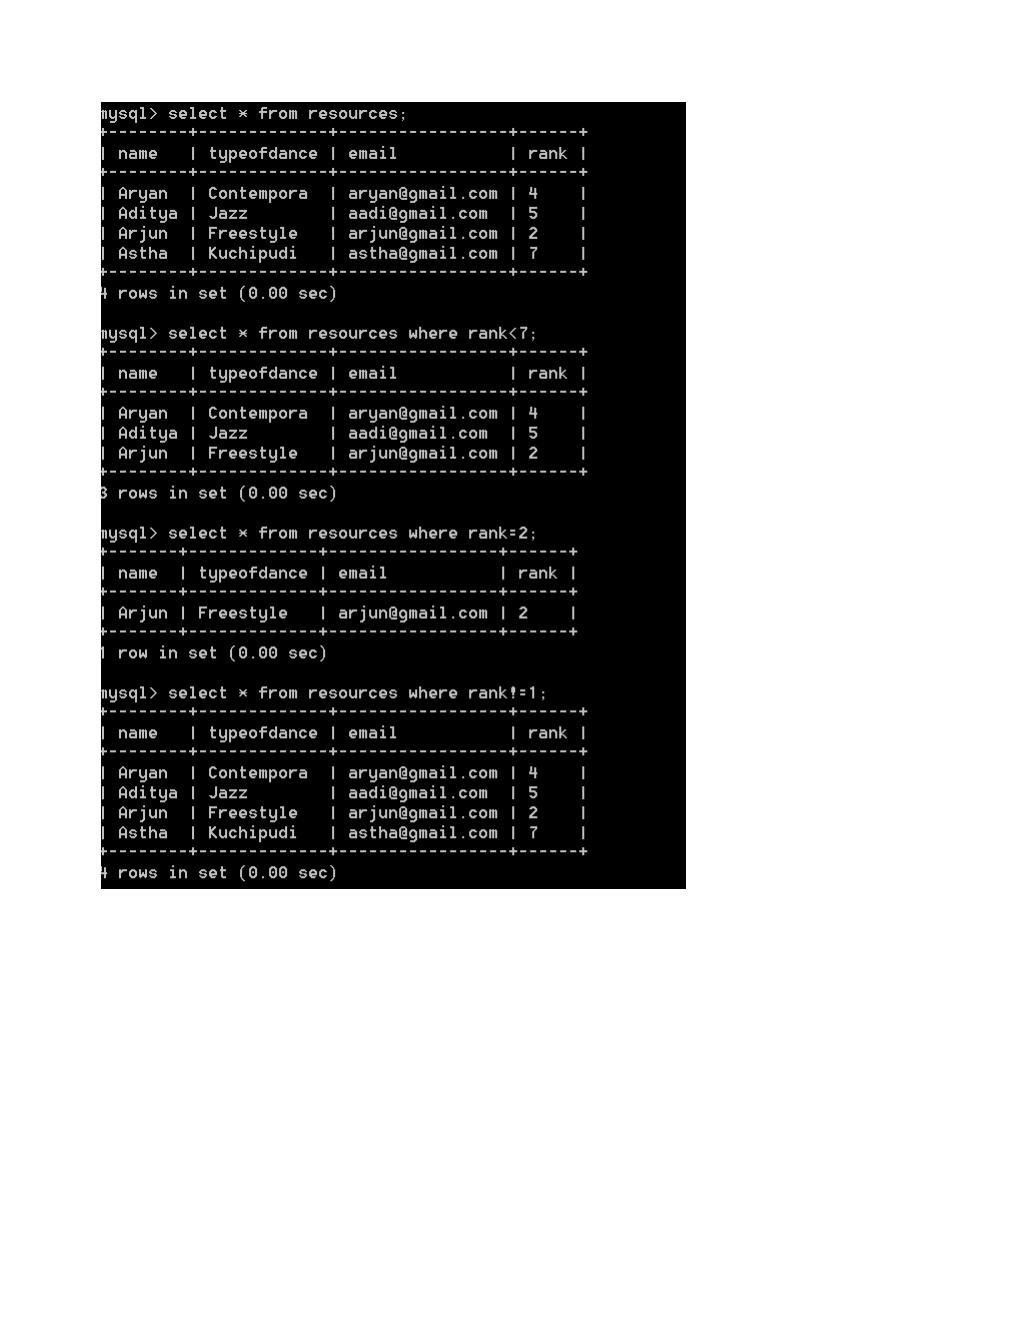 mysql> select * from resources;
+--------+-------------+-----------------+------+
| name   | typeofdance | email           | rank |
+--------+-------------+-----------------+------+
| Aryan  | Contempora  | aryan@gmail.com | 4    |
| Aditya | Jazz        | aadi@gmail.com  | 5    |
| Arjun  | Freestyle   | arjun@gmail.com | 2    |
| Astha  | Kuchipudi   | astha@gmail.com | 7    |
+--------+-------------+-----------------+------+
4 rows in set (0.00 sec)
mysql> select * from resources where rank<7;
+--------+-------------+-----------------+------+
| name   | typeofdance | email           | rank |
+--------+-------------+-----------------+------+
| Aryan  | Contempora  | aryan@gmail.com | 4    |
| Aditya | Jazz        | aadi@gmail.com  | 5    |
| Arjun  | Freestyle   | arjun@gmail.com | 2    |
+--------+-------------+-----------------+------+
3 rows in set (0.00 sec)
mysql> select * from resources where rank=2;
+-------+-------------+-----------------+------+
| name  | typeofdance | email           | rank |
+-------+-------------+-----------------+------+
| Arjun | Freestyle   | arjun@gmail.com | 2    |
+-------+-------------+-----------------+------+
1 row in set (0.00 sec)
mysql> select * from resources where rank!=1;
+--------+-------------+-----------------+------+
| name   | typeofdance | email           | rank |
+--------+-------------+-----------------+------+
| Aryan  | Contempora  | aryan@gmail.com | 4    |
| Aditya | Jazz        | aadi@gmail.com  | 5    |
| Arjun  | Freestyle   | arjun@gmail.com | 2    |
| Astha  | Kuchipudi   | astha@gmail.com | 7    |
+--------+-------------+-----------------+------+
4 rows in set (0.00 sec)